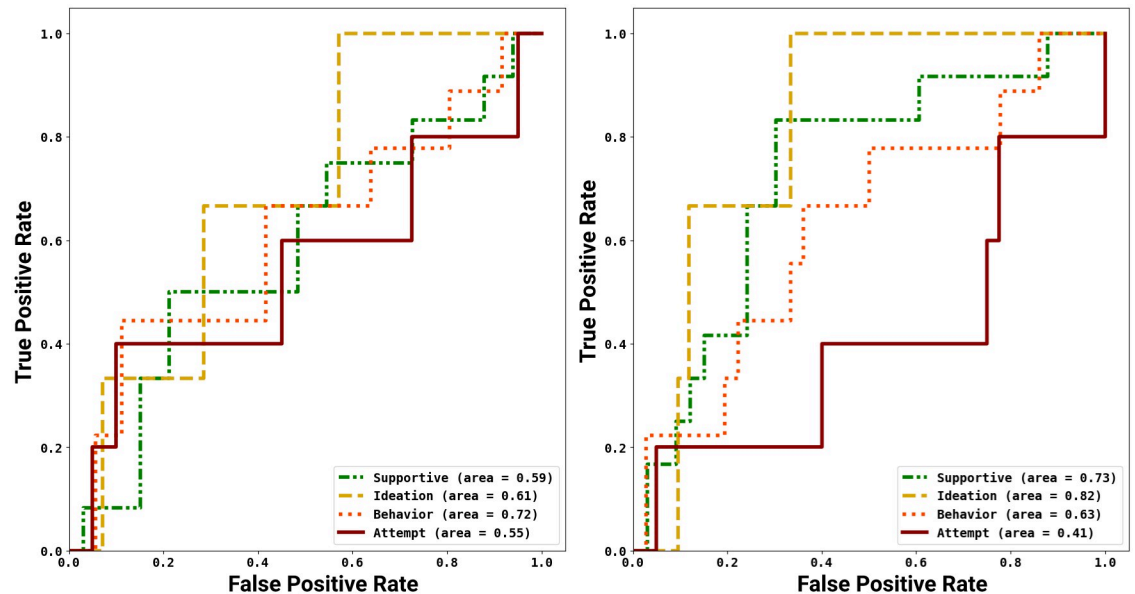 True Positive Rate
1.0
0.8
0.6
0.4
0.2
0.0
Supportive (area = 0.59)
Ideation (area = 0.61)
Behavior (area = 0.72)
Attempt (area = 0.55)
0.0 0.2 0.4 0.6 0.8 1.0
False Positive Rate
True Positive Rate
1.0
0.8
0.6
0.4
0.2
0.0
Supportive (area = 0.73)
Ideation (area = 0.82)
Behavior (area = 0.63)
Attempt (area = 0.41)
0.0 0.2 0.4 0.6 0.8 1.0
False Positive Rate